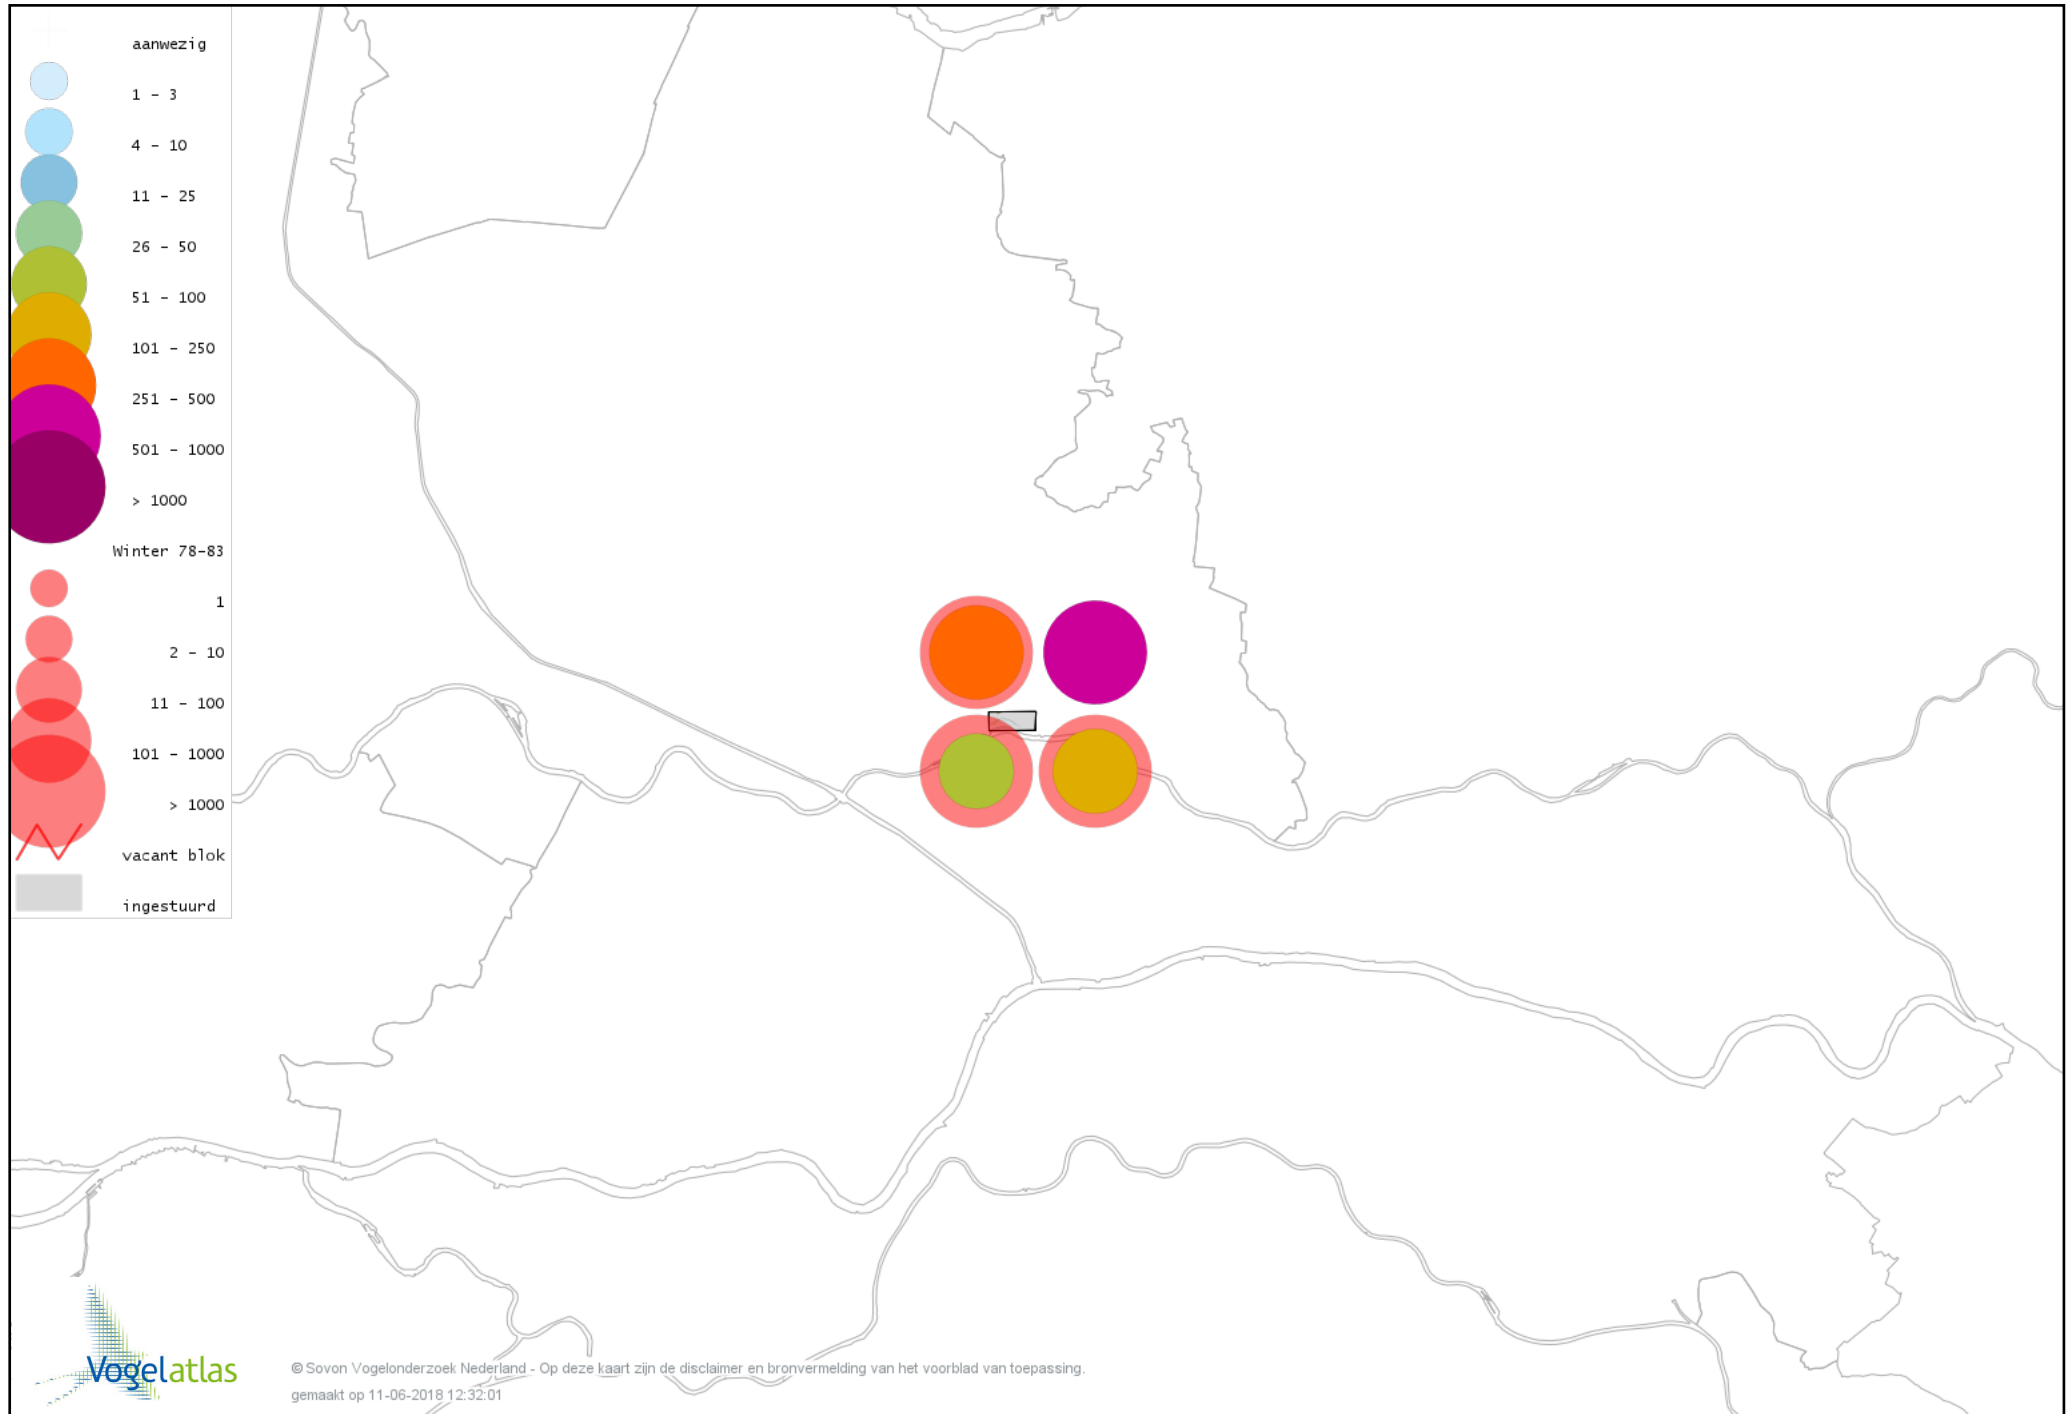 aanwezig
1 - 3
4 - 10
11 - 25
26 - 50
51 - 100
101 - 250
251 - 500
501 - 1000
> 1000
Winter 78-83
1
2 - 10
11 - 100
101 - 1000
> 1000
vacant blok
ingestuurd
Vogelatlas
© Sovon Vogelonderzoek Nederland - Op deze kaart zijn de disclaimer en bronvermelding van het voorblad van toepassing.
gemaakt op 11-06-2018 12:32:01